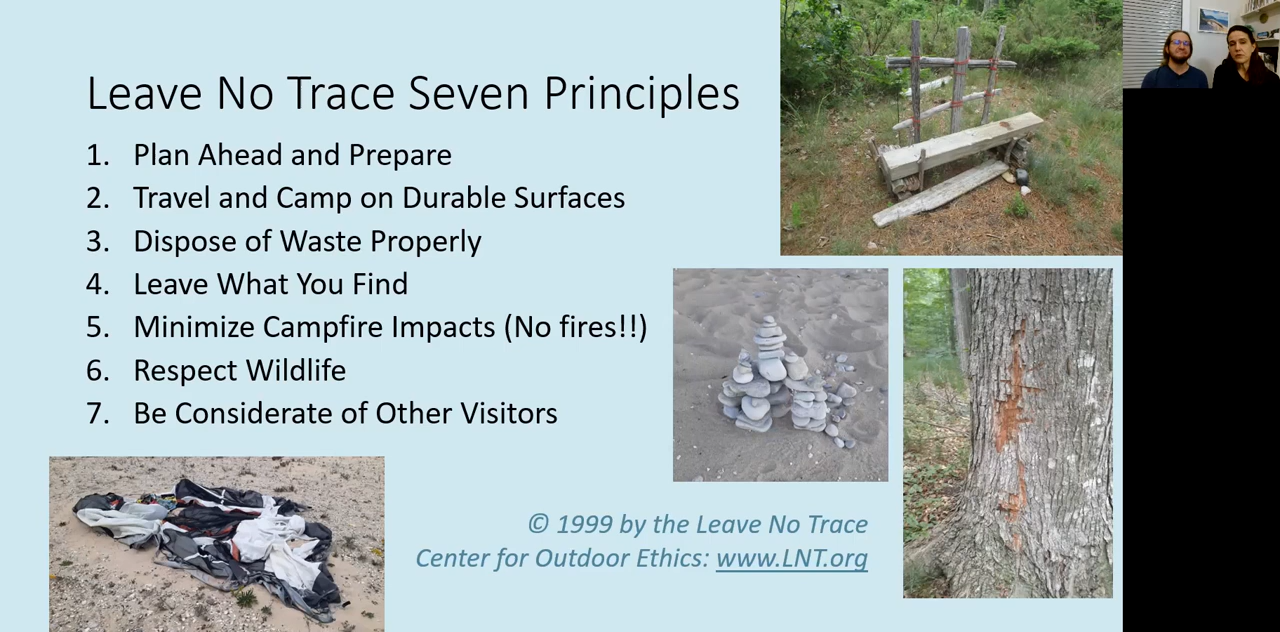 Leave No Trace Seven Principles
1. Plan Ahead and Prepare
2. Travel and Camp on Durable Surfaces
3. Dispose of Waste Properly
4. Leave What You Find
5. Minimize Campfire Impacts (No fires!!)
6. Respect Wildlife
7. Be Considerate of Other Visitors
© 1999 by the Leave No Trace
Center for Outdoor Ethics: www.LNT.org